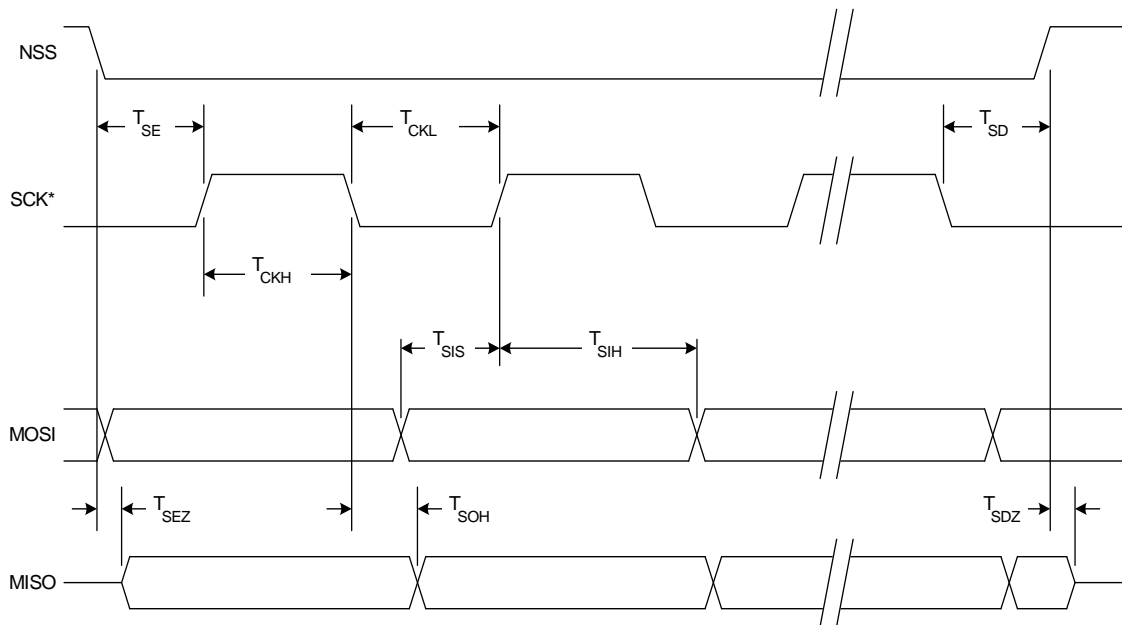 NSS
T_SE
T_CKL
T_SD
SCK*
T_CKH
T_SIS
T_SIH
MOSI
T_SEZ
T_SOH
T_SDZ
MISO